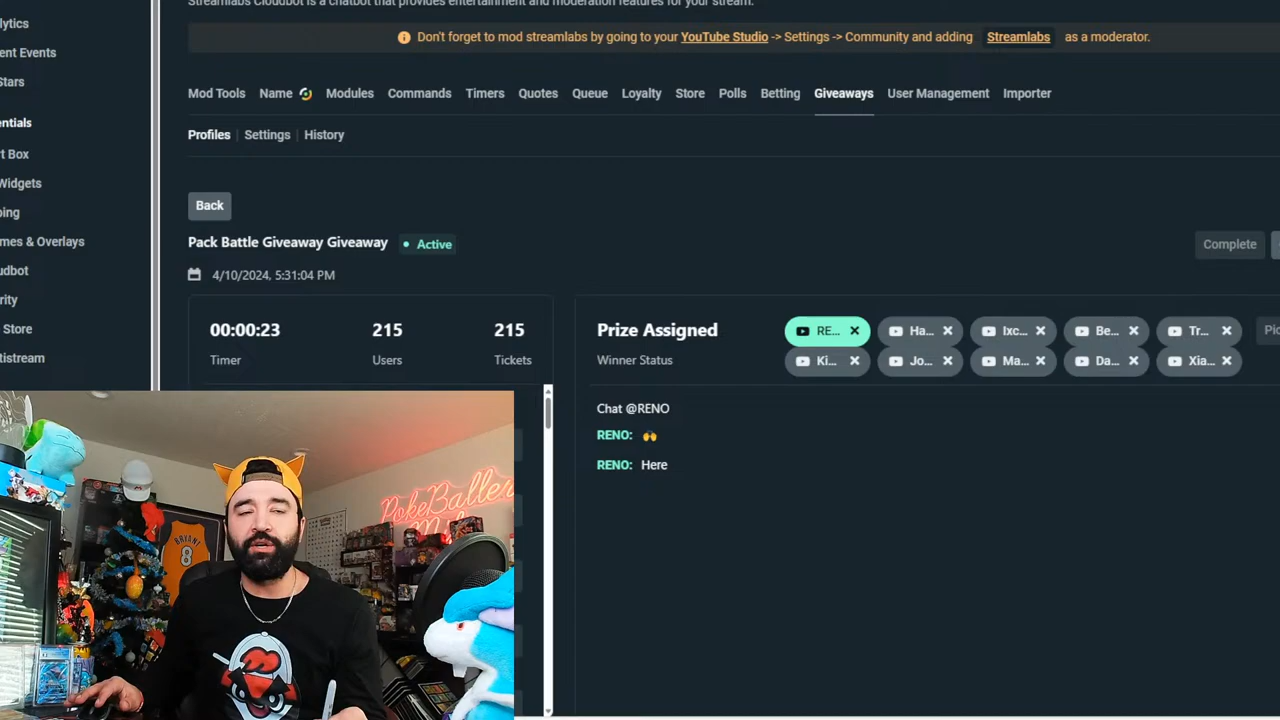 Streamlabs Cloudbot is a chatbot that provides entertainment and moderation features for your stream.
Don't forget to mod streamlabs by going to your YouTube Studio -> Settings -> Community and adding Streamlabs as a moderator.
lytics
ent Events
Stars
entials
t Box
Widgets
ping
mes & Overlays
udbot
rity
Store
tistream
Mod Tools Name Modules Commands Timers Quotes Queue Loyalty Store Polls Betting Giveaways User Management Importer
Profiles | Settings | History
Back
Pack Battle Giveaway Giveaway • Active
Complete
4/10/2024, 5:31:04 PM
00:00:23 215 215
Timer Users Tickets
Prize Assigned
Winner Status
RE... Ha... Ixc... Be... Tr...
Ki... Jo... Ma... Da... Xia...
Pic
Chat @RENO
RENO: 🙌
RENO: Here
PokeBaller
BRYANT
8